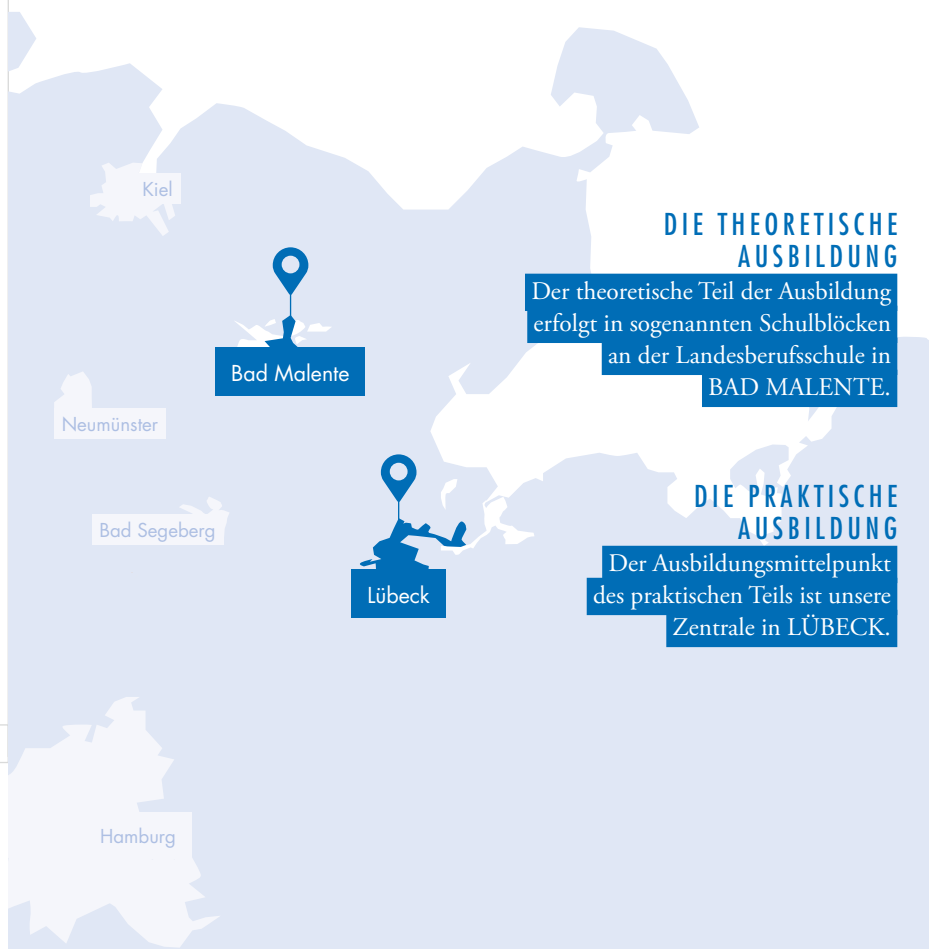 Kiel
DIE THEORETISCHE
AUSBILDUNG
Der theoretische Teil der Ausbildung
erfolgt in sogenannten Schulblöcken
an der Landesberufsschule in
BAD MALENTE.
Bad Malente
Neumünster
Bad Segeberg
DIE PRAKTISCHE
AUSBILDUNG
Der Ausbildungsmittelpunkt
des praktischen Teils ist unsere
Zentrale in LÜBECK.
Lübeck
Hamburg